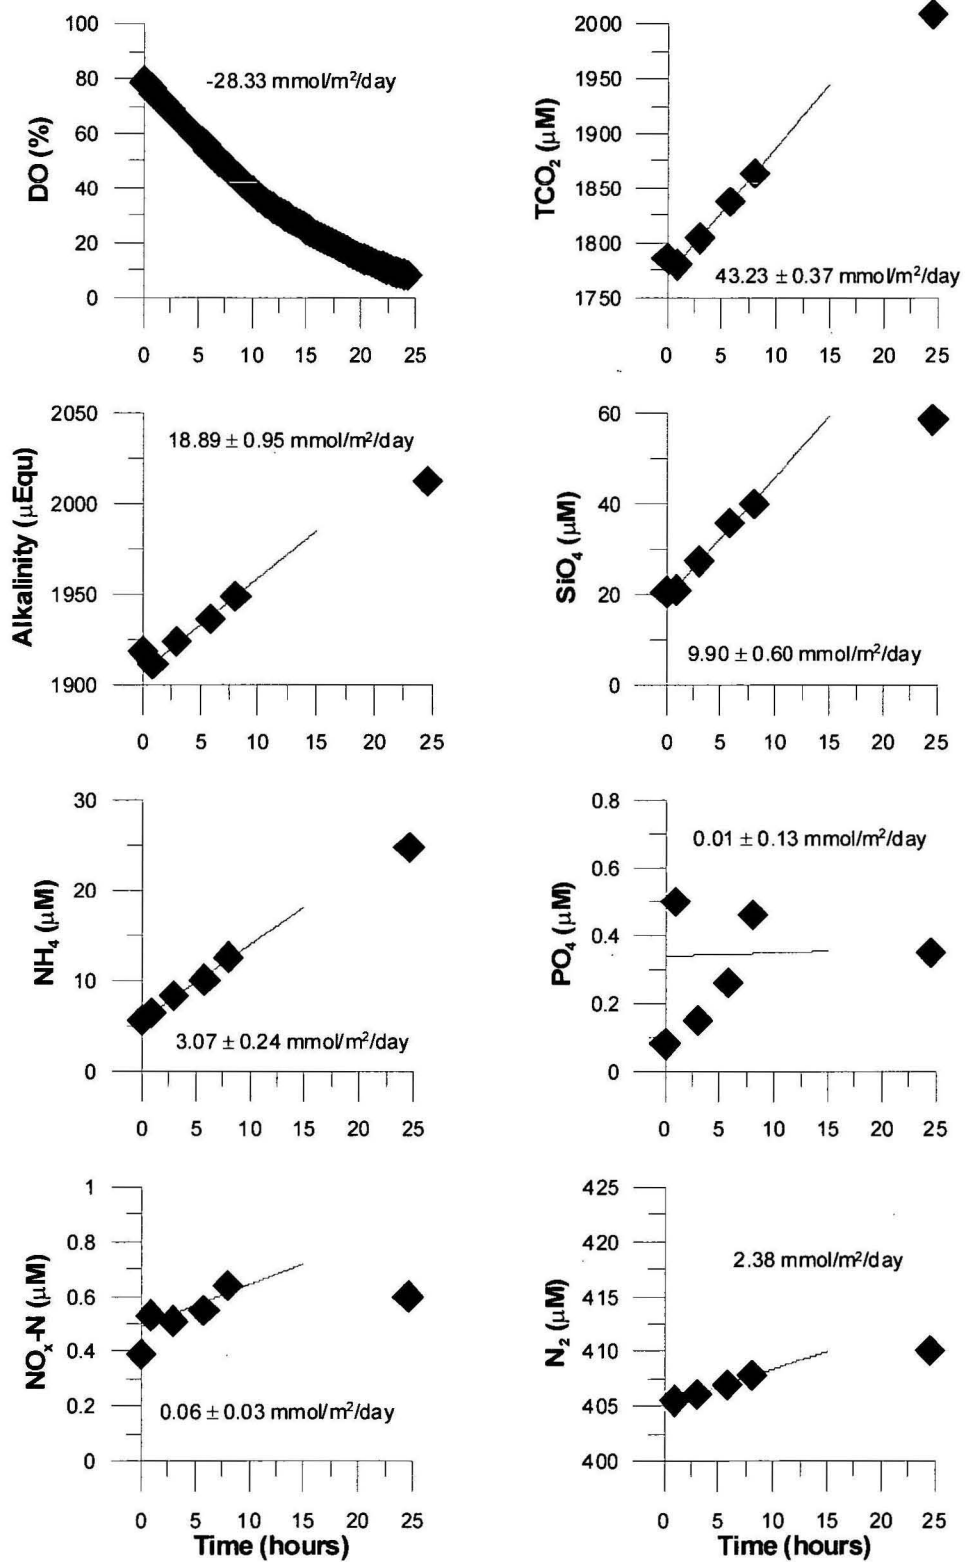 100
80
60
40
20
0
DO (%)
-28.33 mmol/m²/day
0 5 10 15 20 25
2000
1950
1900
1850
1800
1750
TCO₂ (μM)
43.23 ± 0.37 mmol/m²/day
0 5 10 15 20 25
2050
2000
1950
1900
Alkalinity (μEqu)
18.89 ± 0.95 mmol/m²/day
0 5 10 15 20 25
60
40
20
0
SiO₄ (μM)
9.90 ± 0.60 mmol/m²/day
0 5 10 15 20 25
30
20
10
0
NH₄ (μM)
3.07 ± 0.24 mmol/m²/day
0 5 10 15 20 25
0.8
0.6
0.4
0.2
0
PO₄ (μM)
0.01 ± 0.13 mmol/m²/day
0 5 10 15 20 25
1
0.8
0.6
0.4
0.2
0
NOₓ-N (μM)
0.06 ± 0.03 mmol/m²/day
0 5 10 15 20 25
Time (hours)
425
420
415
410
405
400
N₂ (μM)
2.38 mmol/m²/day
0 5 10 15 20 25
Time (hours)